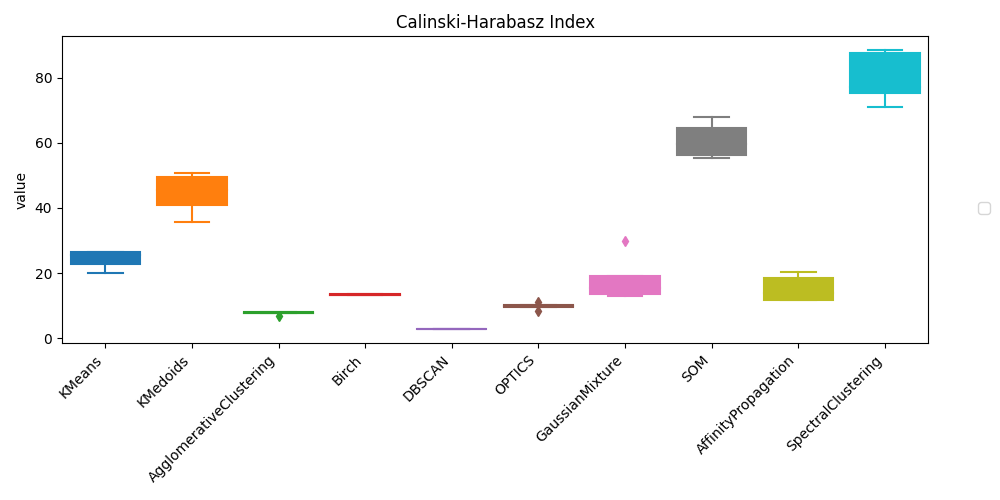 Calinski-Harabasz Index
value
80
60
40
20
0
KMeans
KMedoids
AgglomerativeClustering
Birch
DBSCAN
OPTICS
GaussianMixture
SOM
AffinityPropagation
SpectralClustering